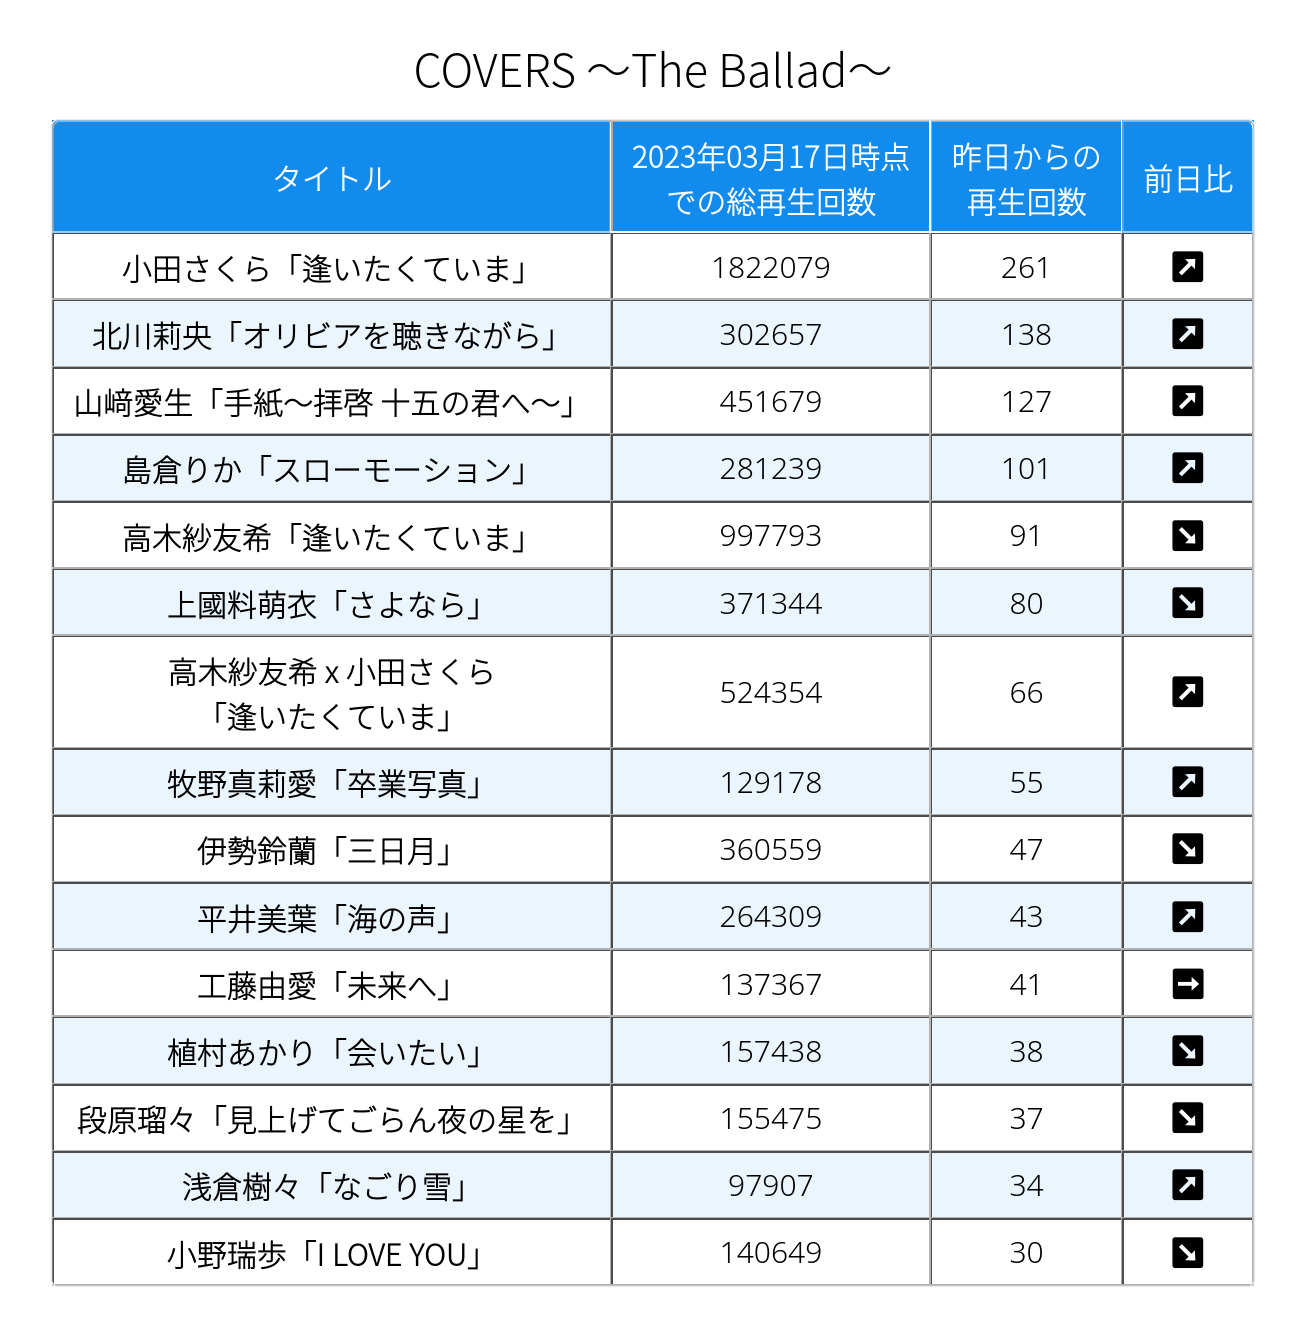 COVERS ～The Ballad～
タイトル
2023年03月17日時点
での総再生回数
昨日からの
再生回数
前日比
小田さくら「逢いたくていま」 1822079 261 ↗
北川莉央「オリビアを聴きながら」 302657 138 ↗
山﨑愛生「手紙～拝啓 十五の君へ～」 451679 127 ↗
島倉りか「スローモーション」 281239 101 ↗
高木紗友希「逢いたくていま」 997793 91 ↘
上國料萌衣「さよなら」 371344 80 ↘
高木紗友希 x 小田さくら
「逢いたくていま」 524354 66 ↗
牧野真莉愛「卒業写真」 129178 55 ↗
伊勢鈴蘭「三日月」 360559 47 ↘
平井美葉「海の声」 264309 43 ↗
工藤由愛「未来へ」 137367 41 →
植村あかり「会いたい」 157438 38 ↘
段原瑠々「見上げてごらん夜の星を」 155475 37 ↘
浅倉樹々「なごり雪」 97907 34 ↗
小野瑞歩「I LOVE YOU」 140649 30 ↘